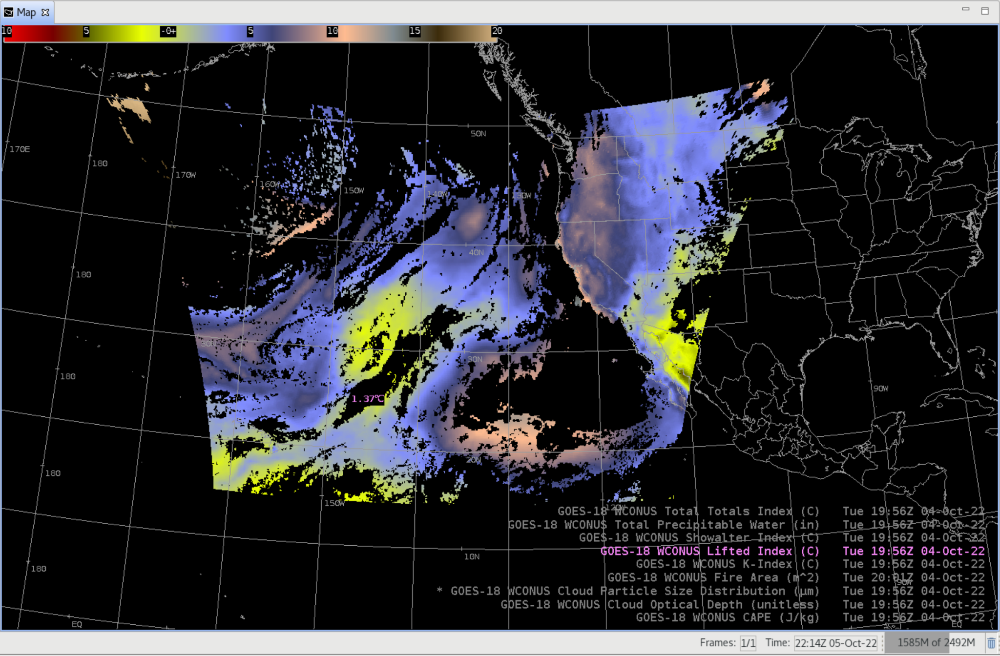 Map
10 5 -0+ 5 10 15 20
50N
170E
180
170W
160W
150W
140W
130W
40N
180
30N
30N
180
90W
1.37℃
20N
180
150W
120W
GOES-18 WCONUS Total Totals Index (C) Tue 19:56Z 04-Oct-22
GOES-18 WCONUS Total Precipitable Water (in) Tue 19:56Z 04-Oct-22
GOES-18 WCONUS Showalter Index (C) Tue 19:56Z 04-Oct-22
GOES-18 WCONUS Lifted Index (C) Tue 19:56Z 04-Oct-22
10N
GOES-18 WCONUS K-Index (C) Tue 19:56Z 04-Oct-22
180
GOES-18 WCONUS Fire Area (m^2) Tue 20:01Z 04-Oct-22
90W
* GOES-18 WCONUS Cloud Particle Size Distribution (µm) Tue 19:56Z 04-Oct-22
GOES-18 WCONUS Cloud Optical Depth (unitless) Tue 19:56Z 04-Oct-22
GOES-18 WCONUS CAPE (J/kg) Tue 19:56Z 04-Oct-22
EQ
EQ
Frames: 1/1 Time: 22:14Z 05-Oct-22 1585M of 2492M